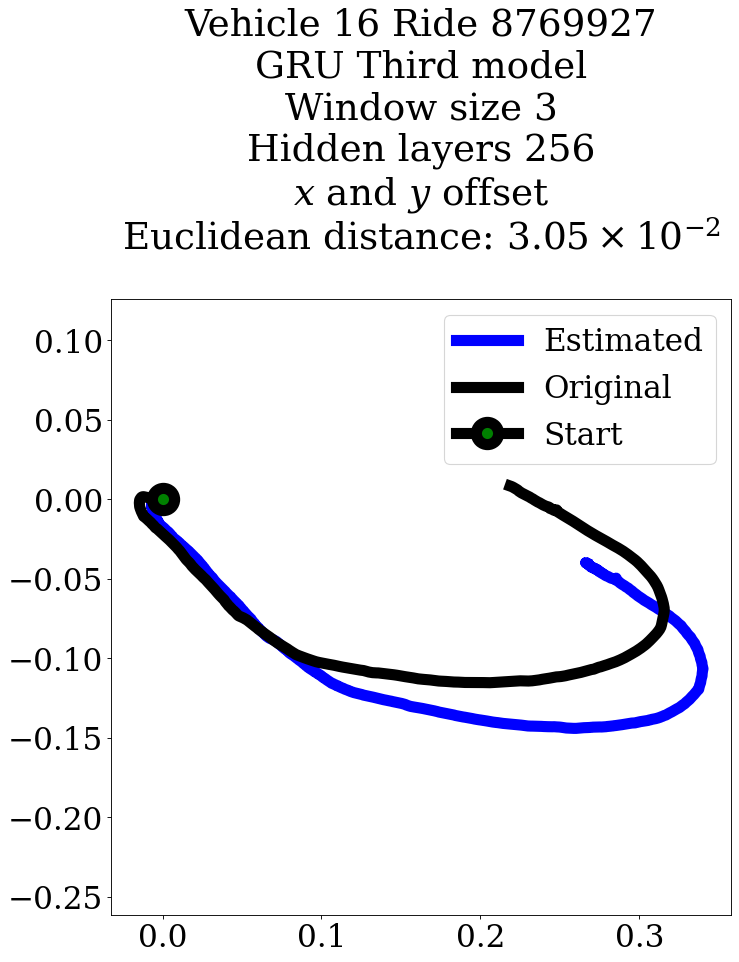 Vehicle 16 Ride 8769927
GRU Third model
Window size 3
Hidden layers 256
x and y offset
Euclidean distance: 3.05 × 10⁻²
Estimated
Original
Start
0.10
0.05
0.00
−0.05
−0.10
−0.15
−0.20
−0.25
0.0 0.1 0.2 0.3